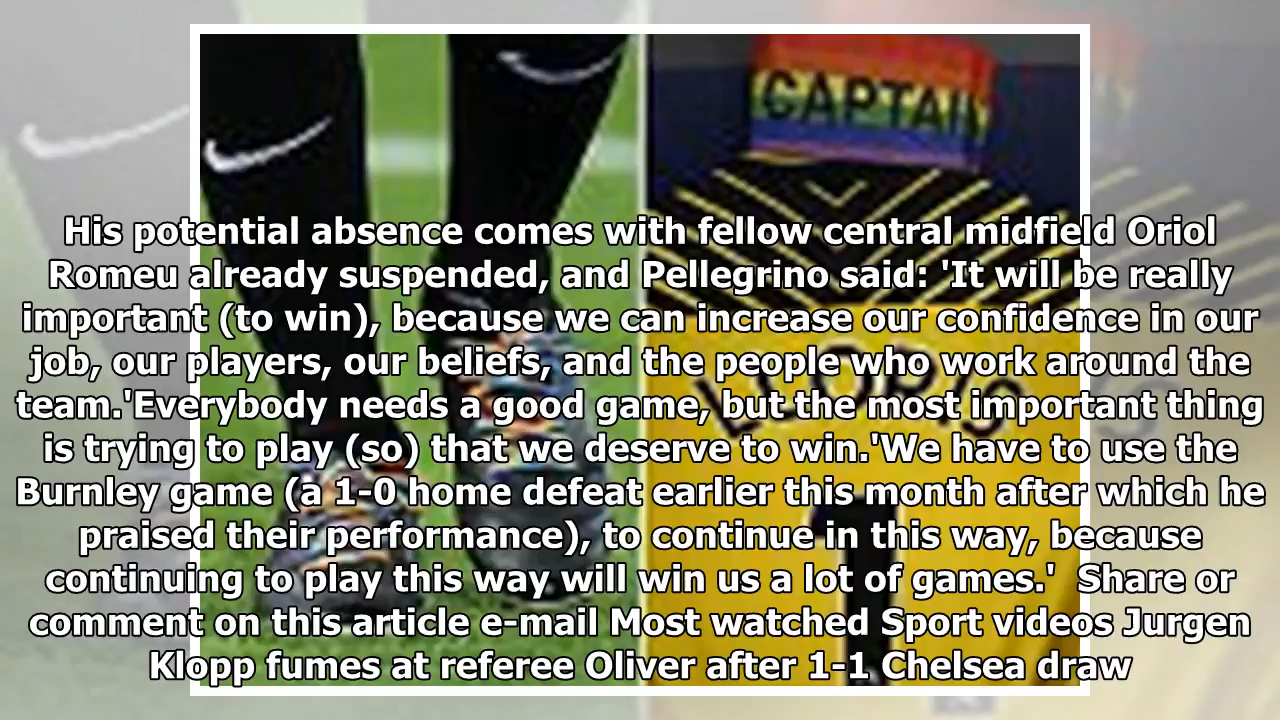 CAPTAIN
LLORIS
1
His potential absence comes with fellow central midfield Oriol
Romeu already suspended, and Pellegrino said: 'It will be really
important (to win), because we can increase our confidence in our
job, our players, our beliefs, and the people who work around the
team.'Everybody needs a good game, but the most important thing
is trying to play (so) that we deserve to win.'We have to use the
Burnley game (a 1-0 home defeat earlier this month after which he
praised their performance), to continue in this way, because
continuing to play this way will win us a lot of games.'  Share or
comment on this article e-mail Most watched Sport videos Jurgen
Klopp fumes at referee Oliver after 1-1 Chelsea draw